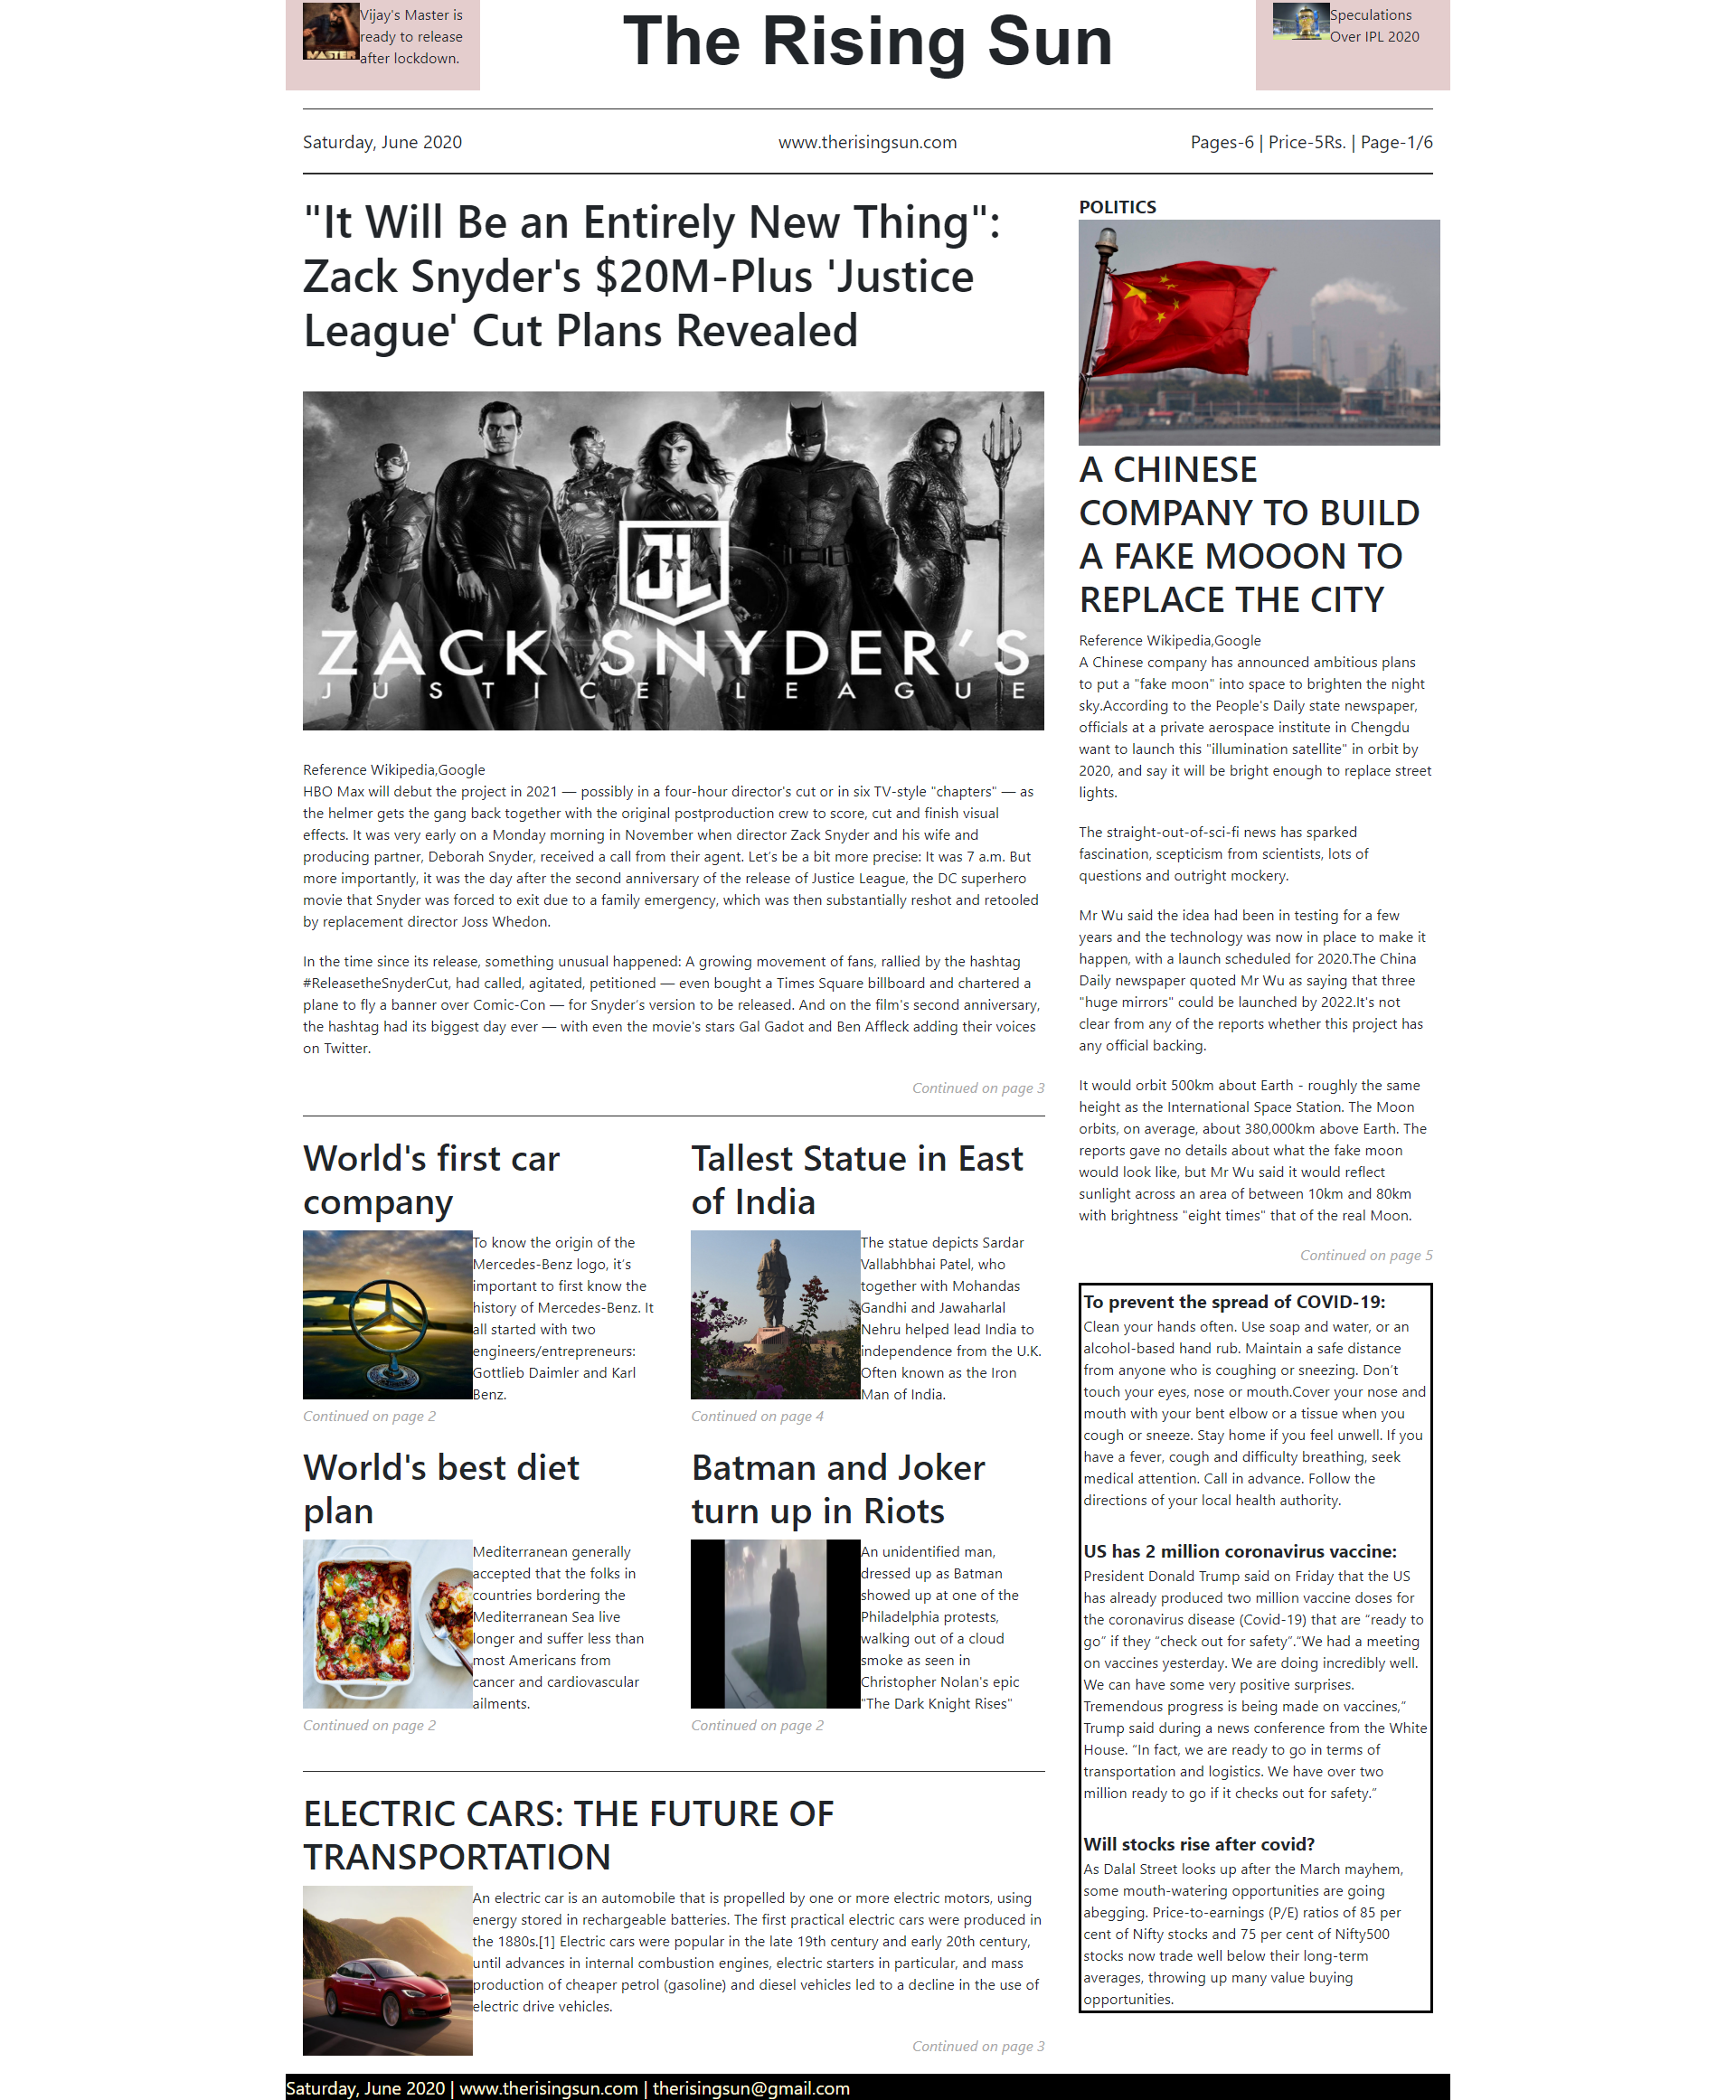 Vijay's Master is
ready to release
after lockdown.
MASTER
The Rising Sun
Speculations
Over IPL 2020
Saturday, June 2020
www.therisingsun.com
Pages-6 | Price-5Rs. | Page-1/6
"It Will Be an Entirely New Thing":
Zack Snyder's $20M-Plus 'Justice
League' Cut Plans Revealed
JL
ZACK SNYDER'S
JUSTICE LEAGUE
Reference Wikipedia,Google
HBO Max will debut the project in 2021 — possibly in a four-hour director's cut or in six TV-style "chapters" — as
the helmer gets the gang back together with the original postproduction crew to score, cut and finish visual
effects. It was very early on a Monday morning in November when director Zack Snyder and his wife and
producing partner, Deborah Snyder, received a call from their agent. Let's be a bit more precise: It was 7 a.m. But
more importantly, it was the day after the second anniversary of the release of Justice League, the DC superhero
movie that Snyder was forced to exit due to a family emergency, which was then substantially reshot and retooled
by replacement director Joss Whedon.
In the time since its release, something unusual happened: A growing movement of fans, rallied by the hashtag
#ReleasetheSnyderCut, had called, agitated, petitioned — even bought a Times Square billboard and chartered a
plane to fly a banner over Comic-Con — for Snyder's version to be released. And on the film's second anniversary,
the hashtag had its biggest day ever — with even the movie's stars Gal Gadot and Ben Affleck adding their voices
on Twitter.
Continued on page 3
World's first car
company
To know the origin of the
Mercedes-Benz logo, it's
important to first know the
history of Mercedes-Benz. It
all started with two
engineers/entrepreneurs:
Gottlieb Daimler and Karl
Benz.
Continued on page 2
Tallest Statue in East
of India
The statue depicts Sardar
Vallabhbhai Patel, who
together with Mohandas
Gandhi and Jawaharlal
Nehru helped lead India to
independence from the U.K.
Often known as the Iron
Man of India.
Continued on page 4
World's best diet
plan
Mediterranean generally
accepted that the folks in
countries bordering the
Mediterranean Sea live
longer and suffer less than
most Americans from
cancer and cardiovascular
ailments.
Continued on page 2
Batman and Joker
turn up in Riots
An unidentified man,
dressed up as Batman
showed up at one of the
Philadelphia protests,
walking out of a cloud
smoke as seen in
Christopher Nolan's epic
"The Dark Knight Rises"
Continued on page 2
ELECTRIC CARS: THE FUTURE OF
TRANSPORTATION
An electric car is an automobile that is propelled by one or more electric motors, using
energy stored in rechargeable batteries. The first practical electric cars were produced in
the 1880s.[1] Electric cars were popular in the late 19th century and early 20th century,
until advances in internal combustion engines, electric starters in particular, and mass
production of cheaper petrol (gasoline) and diesel vehicles led to a decline in the use of
electric drive vehicles.
Continued on page 3
POLITICS
A CHINESE
COMPANY TO BUILD
A FAKE MOOON TO
REPLACE THE CITY
Reference Wikipedia,Google
A Chinese company has announced ambitious plans
to put a "fake moon" into space to brighten the night
sky.According to the People's Daily state newspaper,
officials at a private aerospace institute in Chengdu
want to launch this "illumination satellite" in orbit by
2020, and say it will be bright enough to replace street
lights.
The straight-out-of-sci-fi news has sparked
fascination, scepticism from scientists, lots of
questions and outright mockery.
Mr Wu said the idea had been in testing for a few
years and the technology was now in place to make it
happen, with a launch scheduled for 2020.The China
Daily newspaper quoted Mr Wu as saying that three
"huge mirrors" could be launched by 2022.It's not
clear from any of the reports whether this project has
any official backing.
It would orbit 500km about Earth - roughly the same
height as the International Space Station. The Moon
orbits, on average, about 380,000km above Earth. The
reports gave no details about what the fake moon
would look like, but Mr Wu said it would reflect
sunlight across an area of between 10km and 80km
with brightness "eight times" that of the real Moon.
Continued on page 5
To prevent the spread of COVID-19:
Clean your hands often. Use soap and water, or an
alcohol-based hand rub. Maintain a safe distance
from anyone who is coughing or sneezing. Don't
touch your eyes, nose or mouth.Cover your nose and
mouth with your bent elbow or a tissue when you
cough or sneeze. Stay home if you feel unwell. If you
have a fever, cough and difficulty breathing, seek
medical attention. Call in advance. Follow the
directions of your local health authority.
US has 2 million coronavirus vaccine:
President Donald Trump said on Friday that the US
has already produced two million vaccine doses for
the coronavirus disease (Covid-19) that are “ready to
go” if they “check out for safety”.“We had a meeting
on vaccines yesterday. We are doing incredibly well.
We can have some very positive surprises.
Tremendous progress is being made on vaccines,”
Trump said during a news conference from the White
House. “In fact, we are ready to go in terms of
transportation and logistics. We have over two
million ready to go if it checks out for safety.”
Will stocks rise after covid?
As Dalal Street looks up after the March mayhem,
some mouth-watering opportunities are going
abegging. Price-to-earnings (P/E) ratios of 85 per
cent of Nifty stocks and 75 per cent of Nifty500
stocks now trade well below their long-term
averages, throwing up many value buying
opportunities.
Saturday, June 2020 | www.therisingsun.com | therisingsun@gmail.com